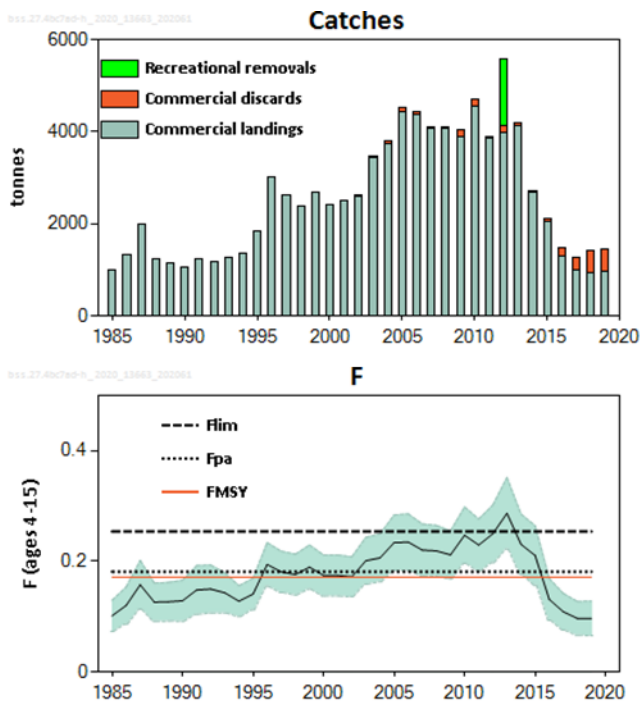 bss.27.4bc7ad-h_2020_13663_202061
Catches
6000
4000
2000
0
tonnes
Recreational removals
Commercial discards
Commercial landings
1985 1990 1995 2000 2005 2010 2015 2020
bss.27.4bc7ad-h_2020_13663_202061
F
0.4
0.2
0
F (ages 4-15)
Flim
Fpa
FMSY
1985 1990 1995 2000 2005 2010 2015 2020